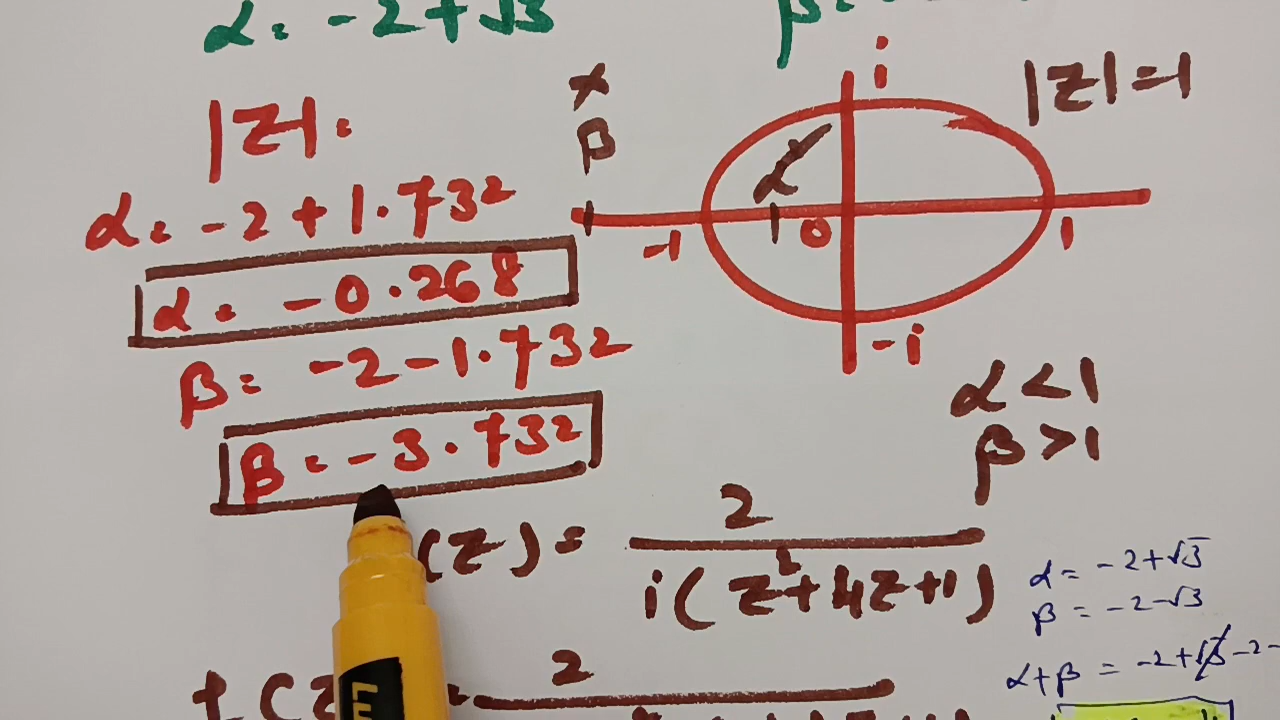 α = -2+√3
β =
|Z| =
α = -2+1.732
α = -0.268
β = -2-1.732
β = -3.732
β
i
|Z|=1
α
-1
0
1
-i
α<1
β>1
(Z) = 2 / i(Z²+4Z+1)
f(Z = 2
α = -2+√3
β = -2-√3
α+β = -2+√3-2-